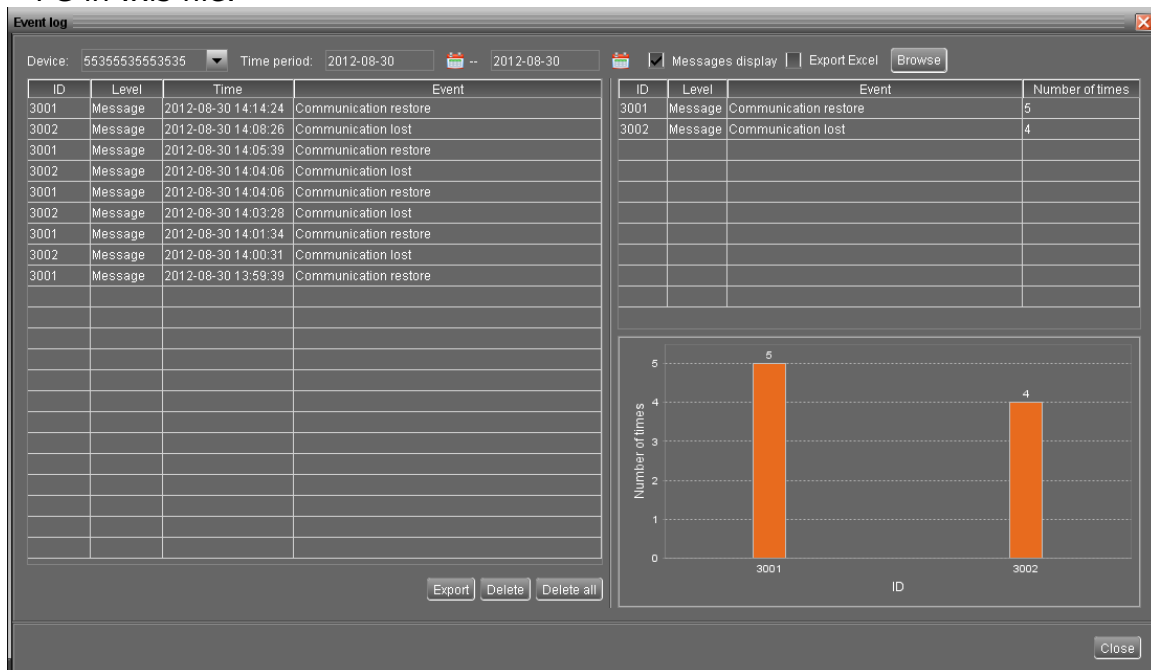 Event log
Device: 55355535553535 Time period: 2012-08-30 -- 2012-08-30 Messages display Export Excel Browse
ID Level Time Event
3001 Message 2012-08-30 14:14:24 Communication restore
3002 Message 2012-08-30 14:08:26 Communication lost
3001 Message 2012-08-30 14:05:39 Communication restore
3002 Message 2012-08-30 14:04:06 Communication lost
3001 Message 2012-08-30 14:04:06 Communication restore
3002 Message 2012-08-30 14:03:28 Communication lost
3001 Message 2012-08-30 14:01:34 Communication restore
3002 Message 2012-08-30 14:00:31 Communication lost
3001 Message 2012-08-30 13:59:39 Communication restore
Export Delete Delete all
ID Level Event Number of times
3001 Message Communication restore 5
3002 Message Communication lost 4
Number of times
5
4
3
2
1
0
5
4
3001 3002
ID
Close